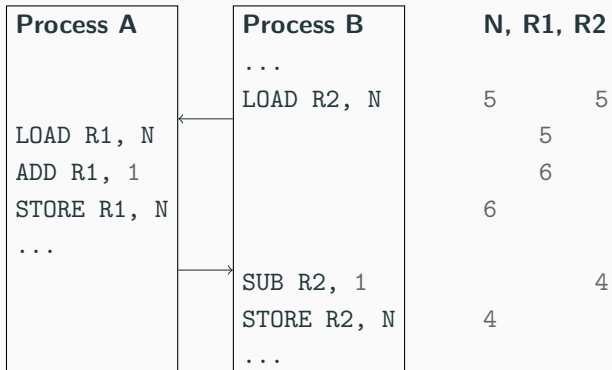 Process A Process B N, R1, R2
...
LOAD R2, N 5 5
LOAD R1, N 5
ADD R1, 1 6
STORE R1, N 6
...
SUB R2, 1 4
STORE R2, N 4
...